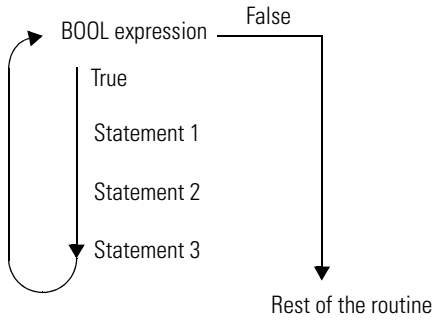 BOOL expression
False
True
Statement 1
Statement 2
Statement 3
Rest of the routine